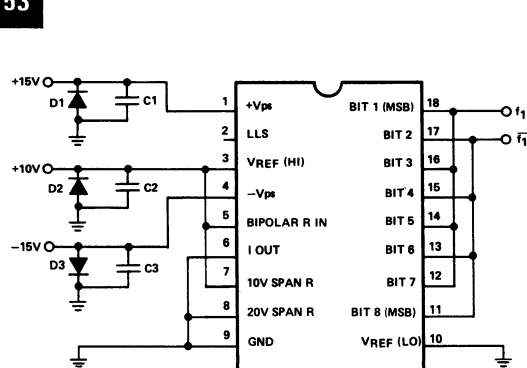 53
+15V
D1
C1
+10V
D2
C2
−15V
D3
C3
1 +Vps
2 LLS
3 VREF (HI)
4 −Vps
5 BIPOLAR R IN
6 I OUT
7 10V SPAN R
8 20V SPAN R
9 GND
BIT 1 (MSB) 18
BIT 2 17
BIT 3 16
BIT 4 15
BIT 5 14
BIT 6 13
BIT 7 12
BIT 8 (MSB) 11
VREF (LO) 10
f1
f1